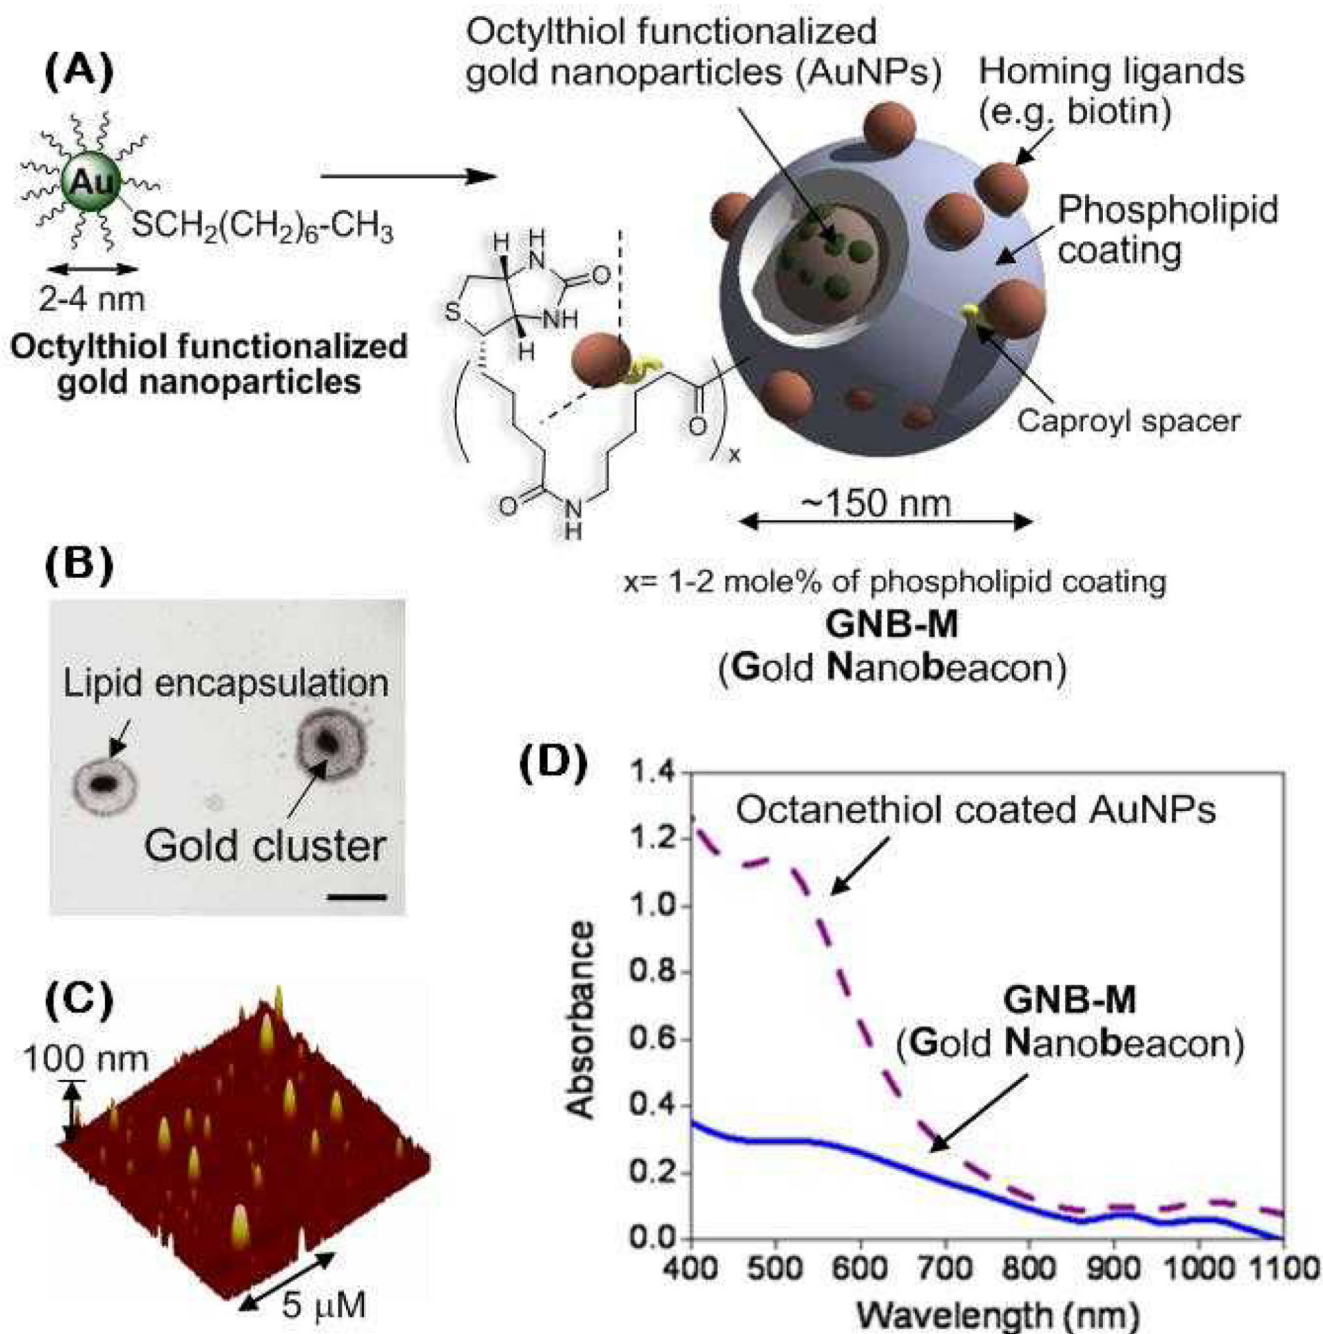 (A)
Octylthiol functionalized
gold nanoparticles (AuNPs)
Homing ligands
(e.g. biotin)
Au
SCH2(CH2)6-CH3
2-4 nm
Octylthiol functionalized
gold nanoparticles
Phospholipid
coating
Caproyl spacer
H
H
N
O
S
NH
H
O
x
O
N
H
~150 nm
x= 1-2 mole% of phospholipid coating
GNB-M
(Gold Nanobeacon)
(B)
Lipid encapsulation
Gold cluster
(C)
100 nm
5 μM
(D)
1.4
1.2
1.0
0.8
0.6
0.4
0.2
0.0
Absorbance
Octanethiol coated AuNPs
GNB-M
(Gold Nanobeacon)
400 500 600 700 800 900 1000 1100
Wavelength (nm)